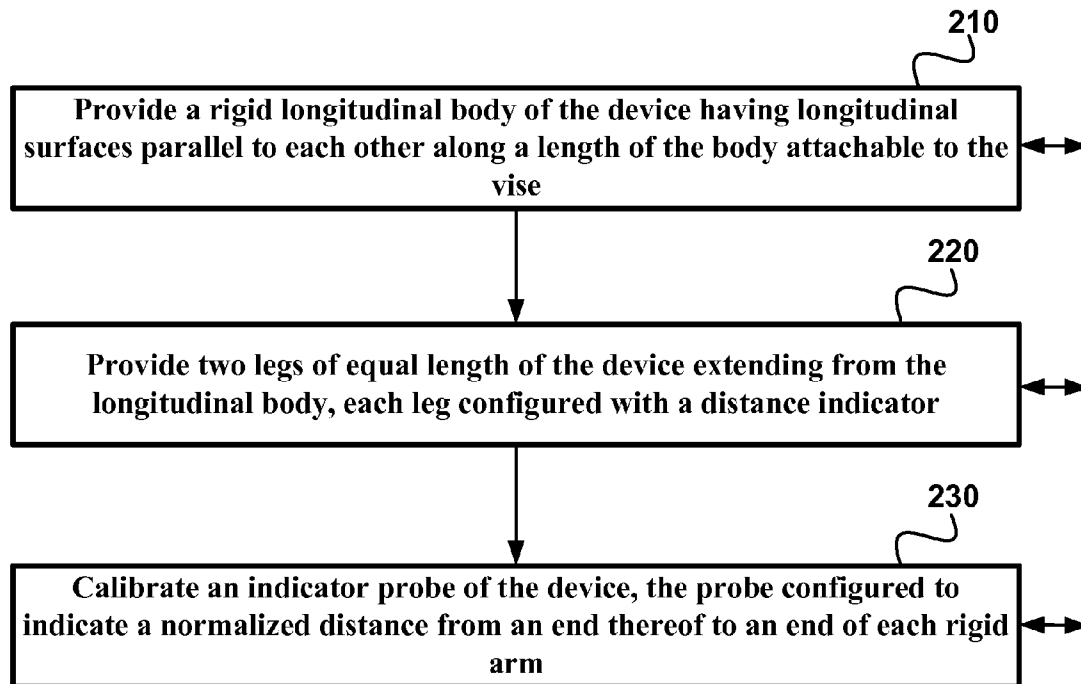 210
Provide a rigid longitudinal body of the device having longitudinal
surfaces parallel to each other along a length of the body attachable to the
vise
220
Provide two legs of equal length of the device extending from the
longitudinal body, each leg configured with a distance indicator
230
Calibrate an indicator probe of the device, the probe configured to
indicate a normalized distance from an end thereof to an end of each rigid
arm